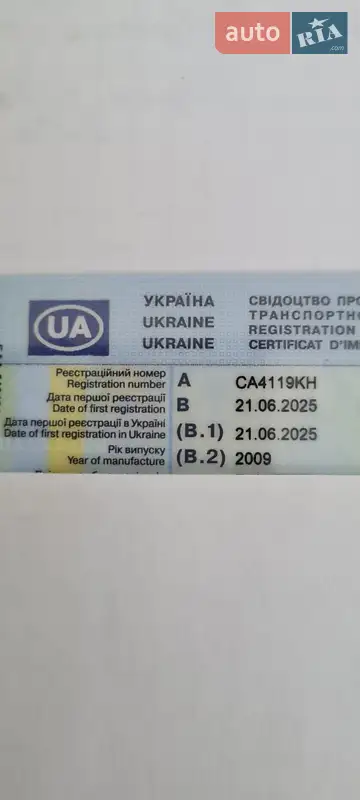 auto RIA .com
УКРАЇНА
UKRAINE
UKRAINE
СВІДОЦТВО ПРО
ТРАНСПОРТНО
REGISTRATION
CERTIFICAT D'IM
UA
Реєстраційний номер
Registration number
A CA4119KH
Дата першої реєстрації
Date of first registration
B 21.06.2025
Дата першої реєстрації в Україні
Date of first registration in Ukraine
(B.1) 21.06.2025
Рік випуску
Year of manufacture
(B.2) 2009